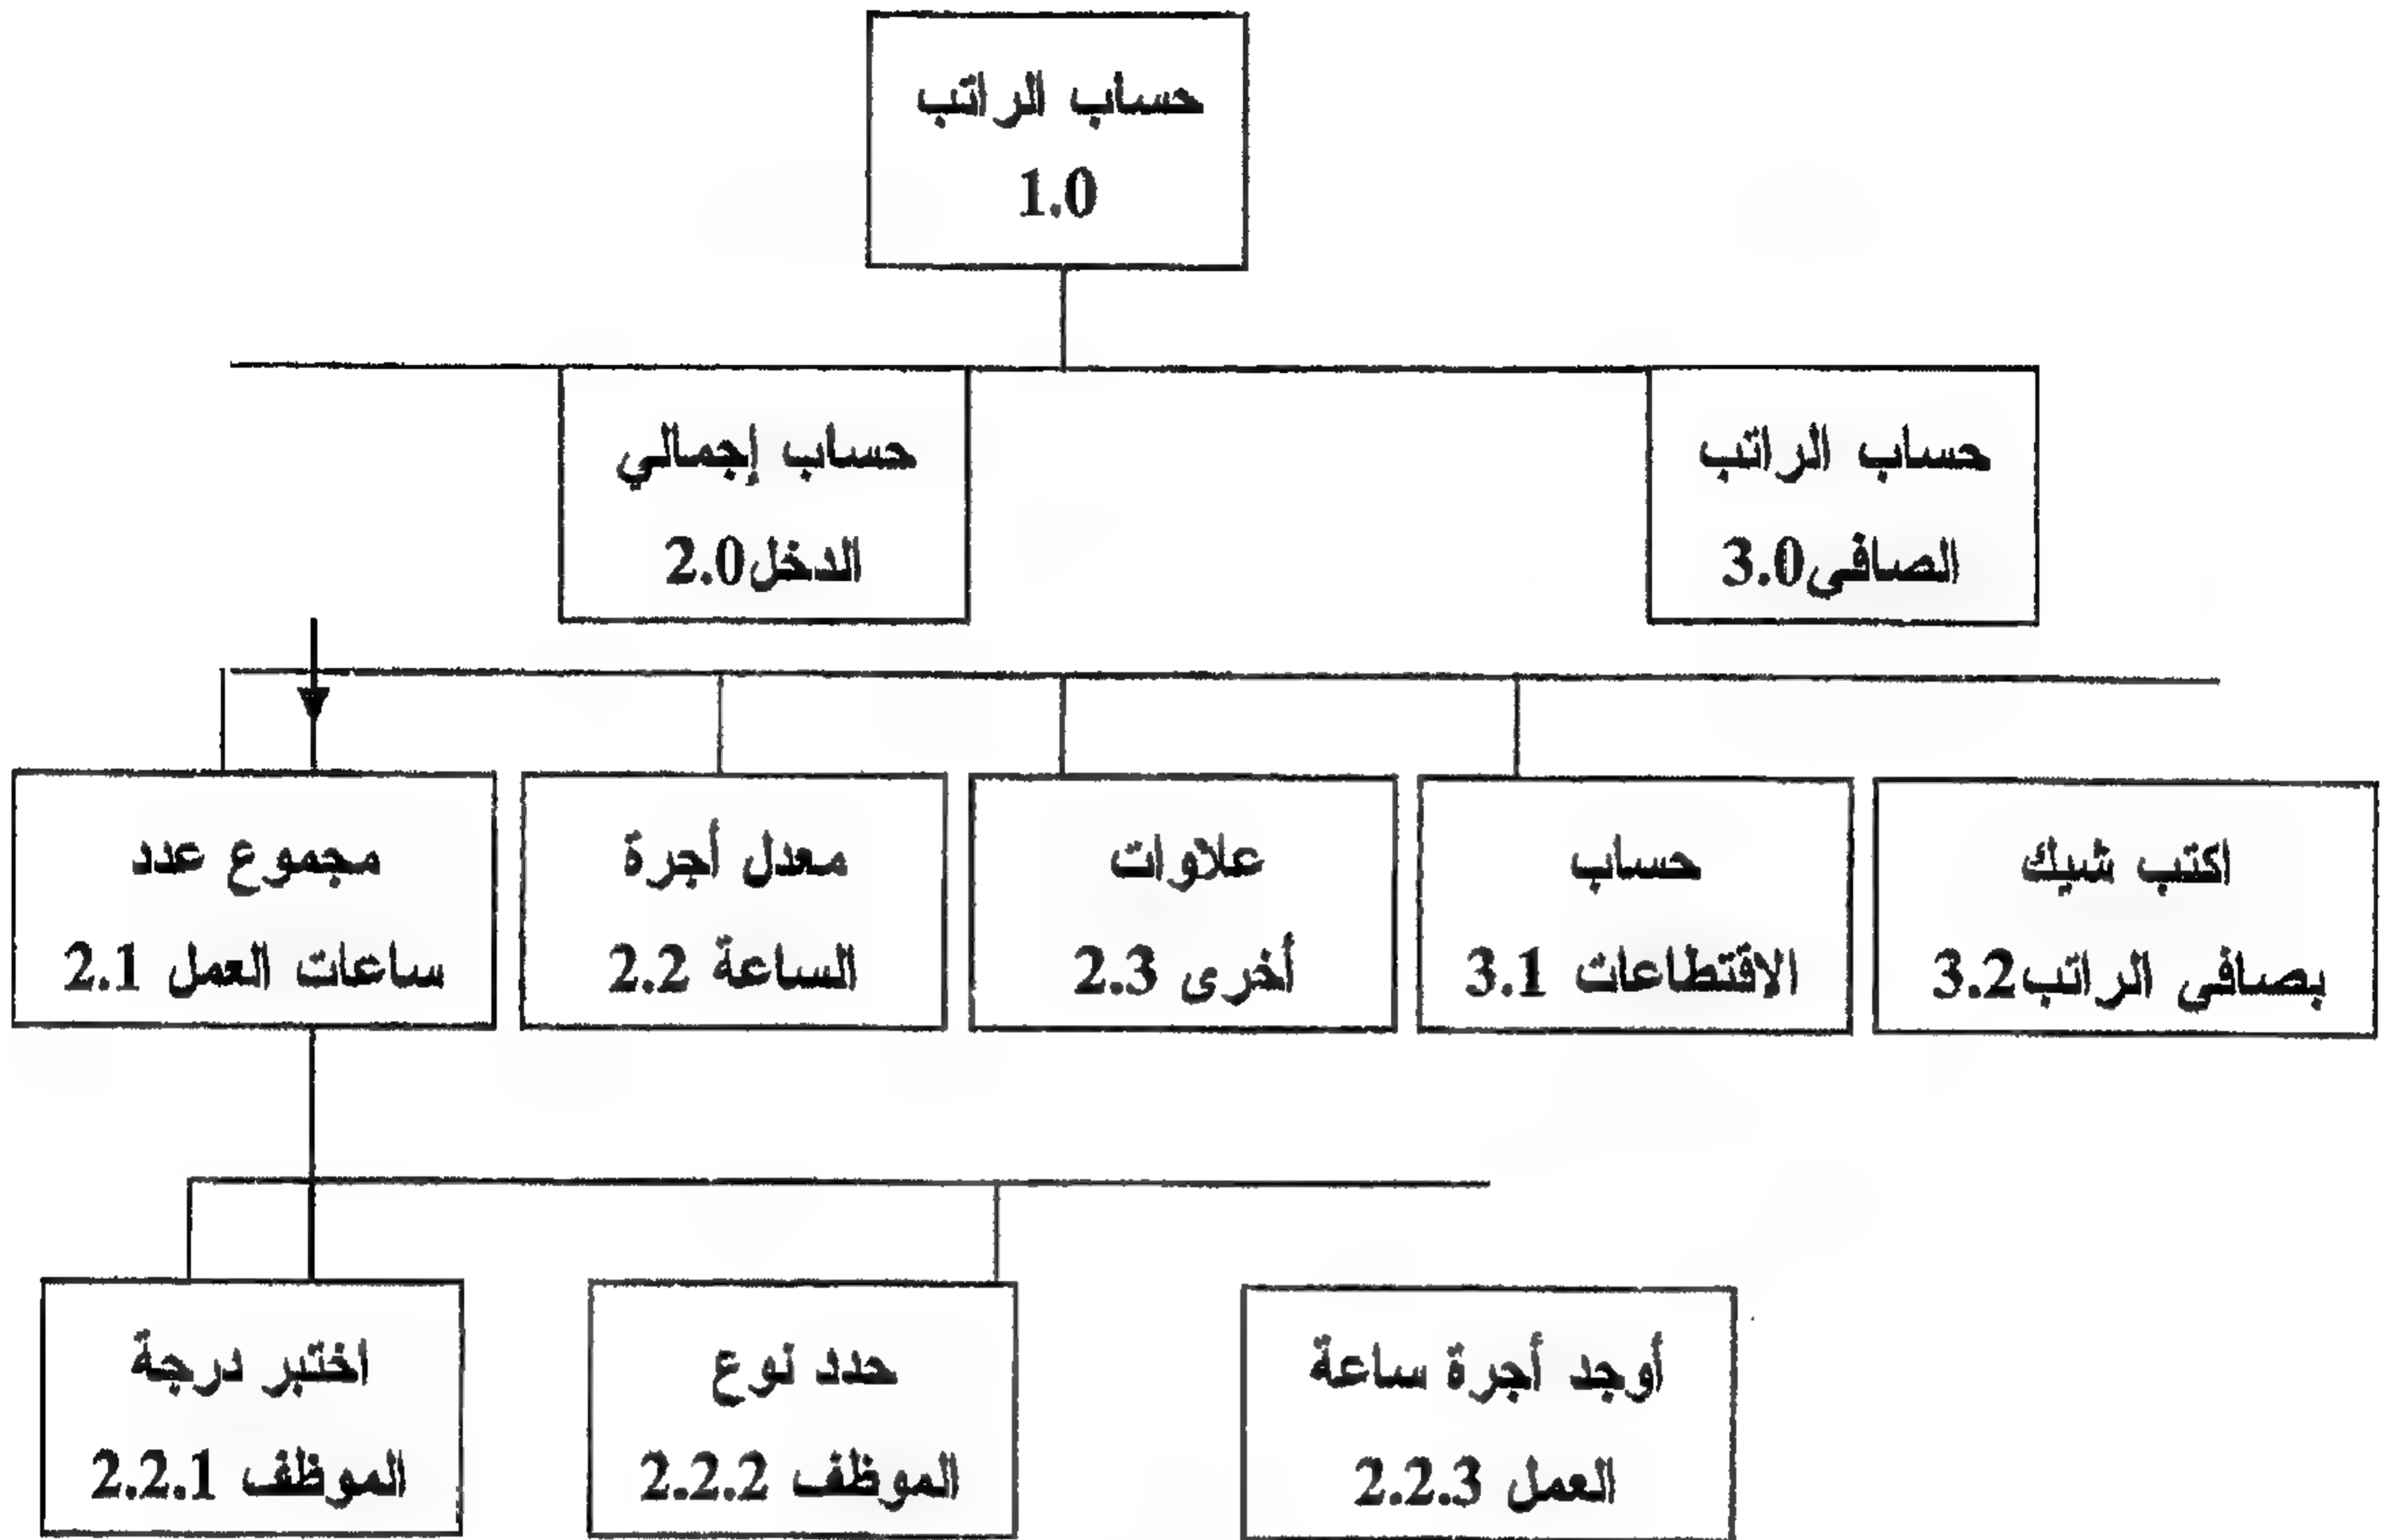 حساب الراتب
1.0
حساب إجمالي
الدخل2.0
حساب الراتب
الصافي3.0
مجموع عدد
ساعات العمل 2.1
معدل أجرة
الساعة 2.2
علاوات
أخرى 2.3
حساب
الاقتطاعات 3.1
اكتب شيك
بصافي الراتب3.2
اختبر درجة
الموظف 2.2.1
حدد نوع
الموظف 2.2.2
أوجد أجرة ساعة
العمل 2.2.3